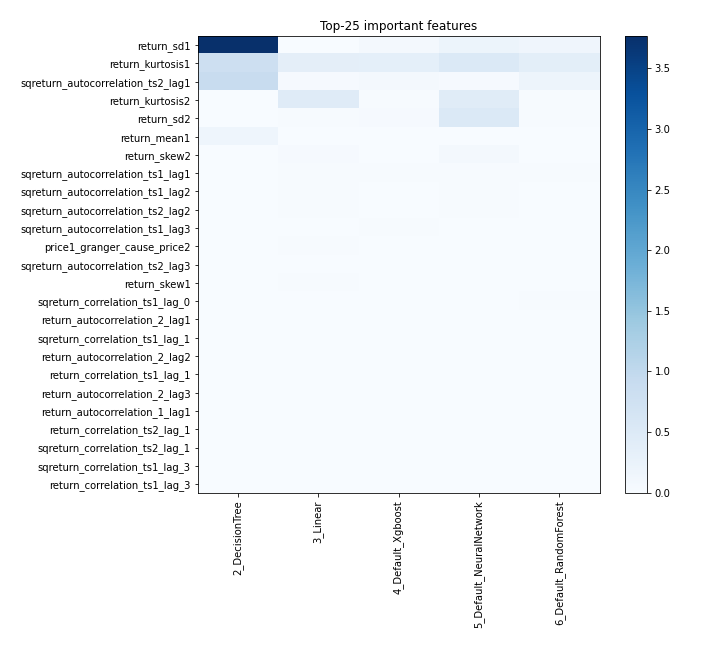 Top-25 important features
return_sd1
return_kurtosis1
sqreturn_autocorrelation_ts2_lag1
return_kurtosis2
return_sd2
return_mean1
return_skew2
sqreturn_autocorrelation_ts1_lag1
sqreturn_autocorrelation_ts1_lag2
sqreturn_autocorrelation_ts2_lag2
sqreturn_autocorrelation_ts1_lag3
price1_granger_cause_price2
sqreturn_autocorrelation_ts2_lag3
return_skew1
sqreturn_correlation_ts1_lag_0
return_autocorrelation_2_lag1
sqreturn_correlation_ts1_lag_1
return_autocorrelation_2_lag2
return_correlation_ts1_lag_1
return_autocorrelation_2_lag3
return_autocorrelation_1_lag1
return_correlation_ts2_lag_1
sqreturn_correlation_ts2_lag_1
sqreturn_correlation_ts1_lag_3
return_correlation_ts1_lag_3
2_DecisionTree
3_Linear
4_Default_Xgboost
5_Default_NeuralNetwork
6_Default_RandomForest
3.5
3.0
2.5
2.0
1.5
1.0
0.5
0.0